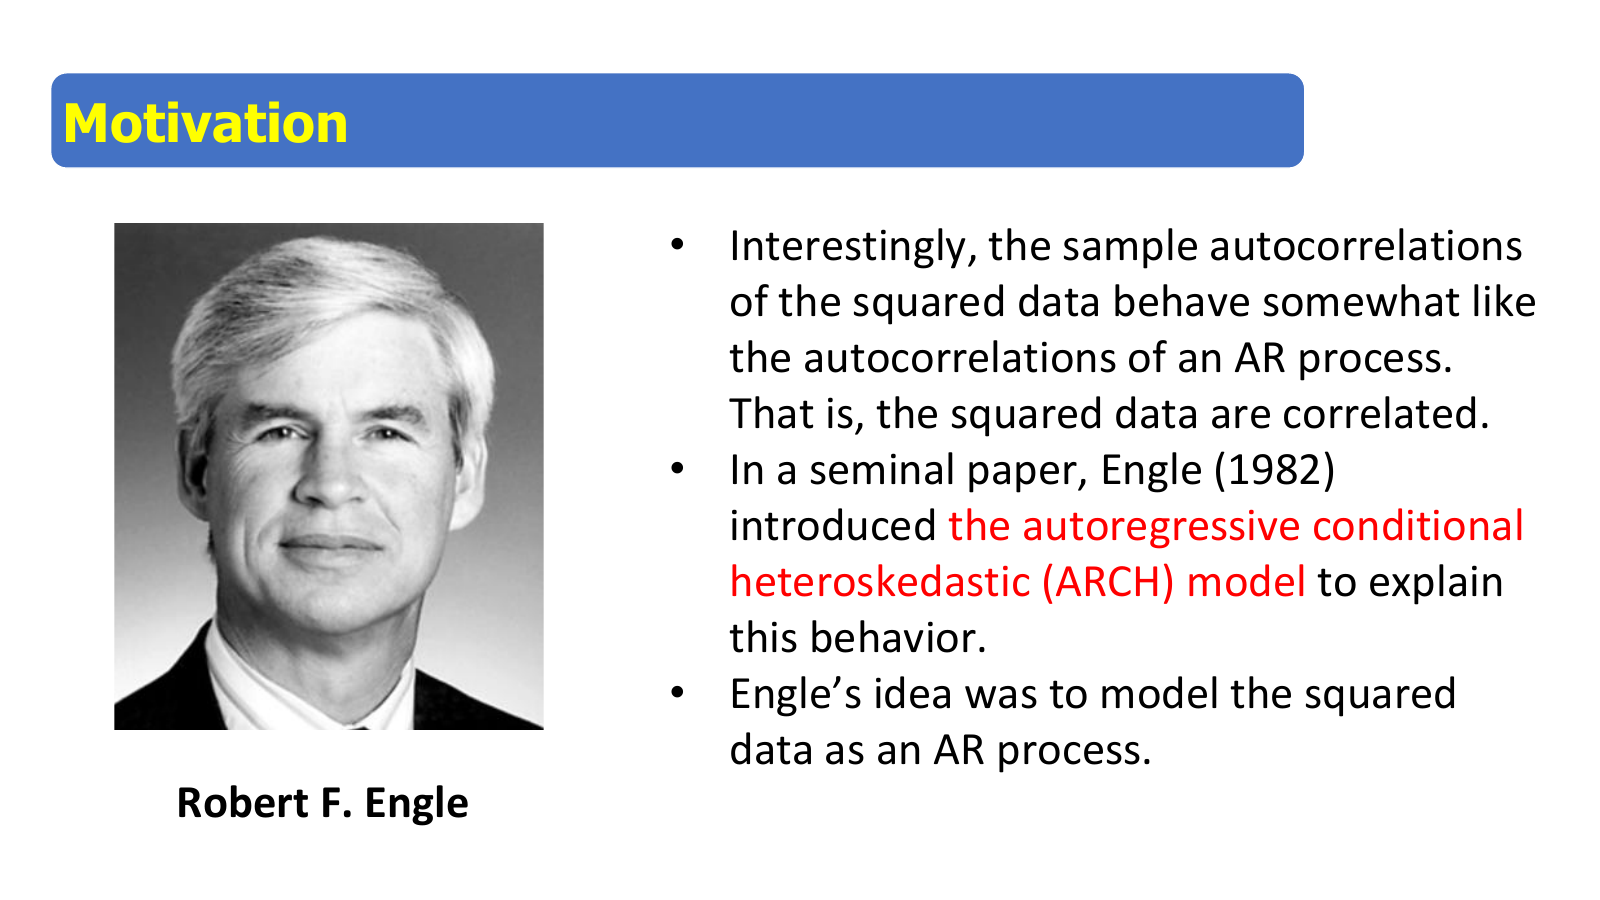 Motivation
• Interestingly, the sample autocorrelations
of the squared data behave somewhat like
the autocorrelations of an AR process.
That is, the squared data are correlated.
• In a seminal paper, Engle (1982)
introduced the autoregressive conditional
heteroskedastic (ARCH) model to explain
this behavior.
• Engle’s idea was to model the squared
data as an AR process.
Robert F. Engle